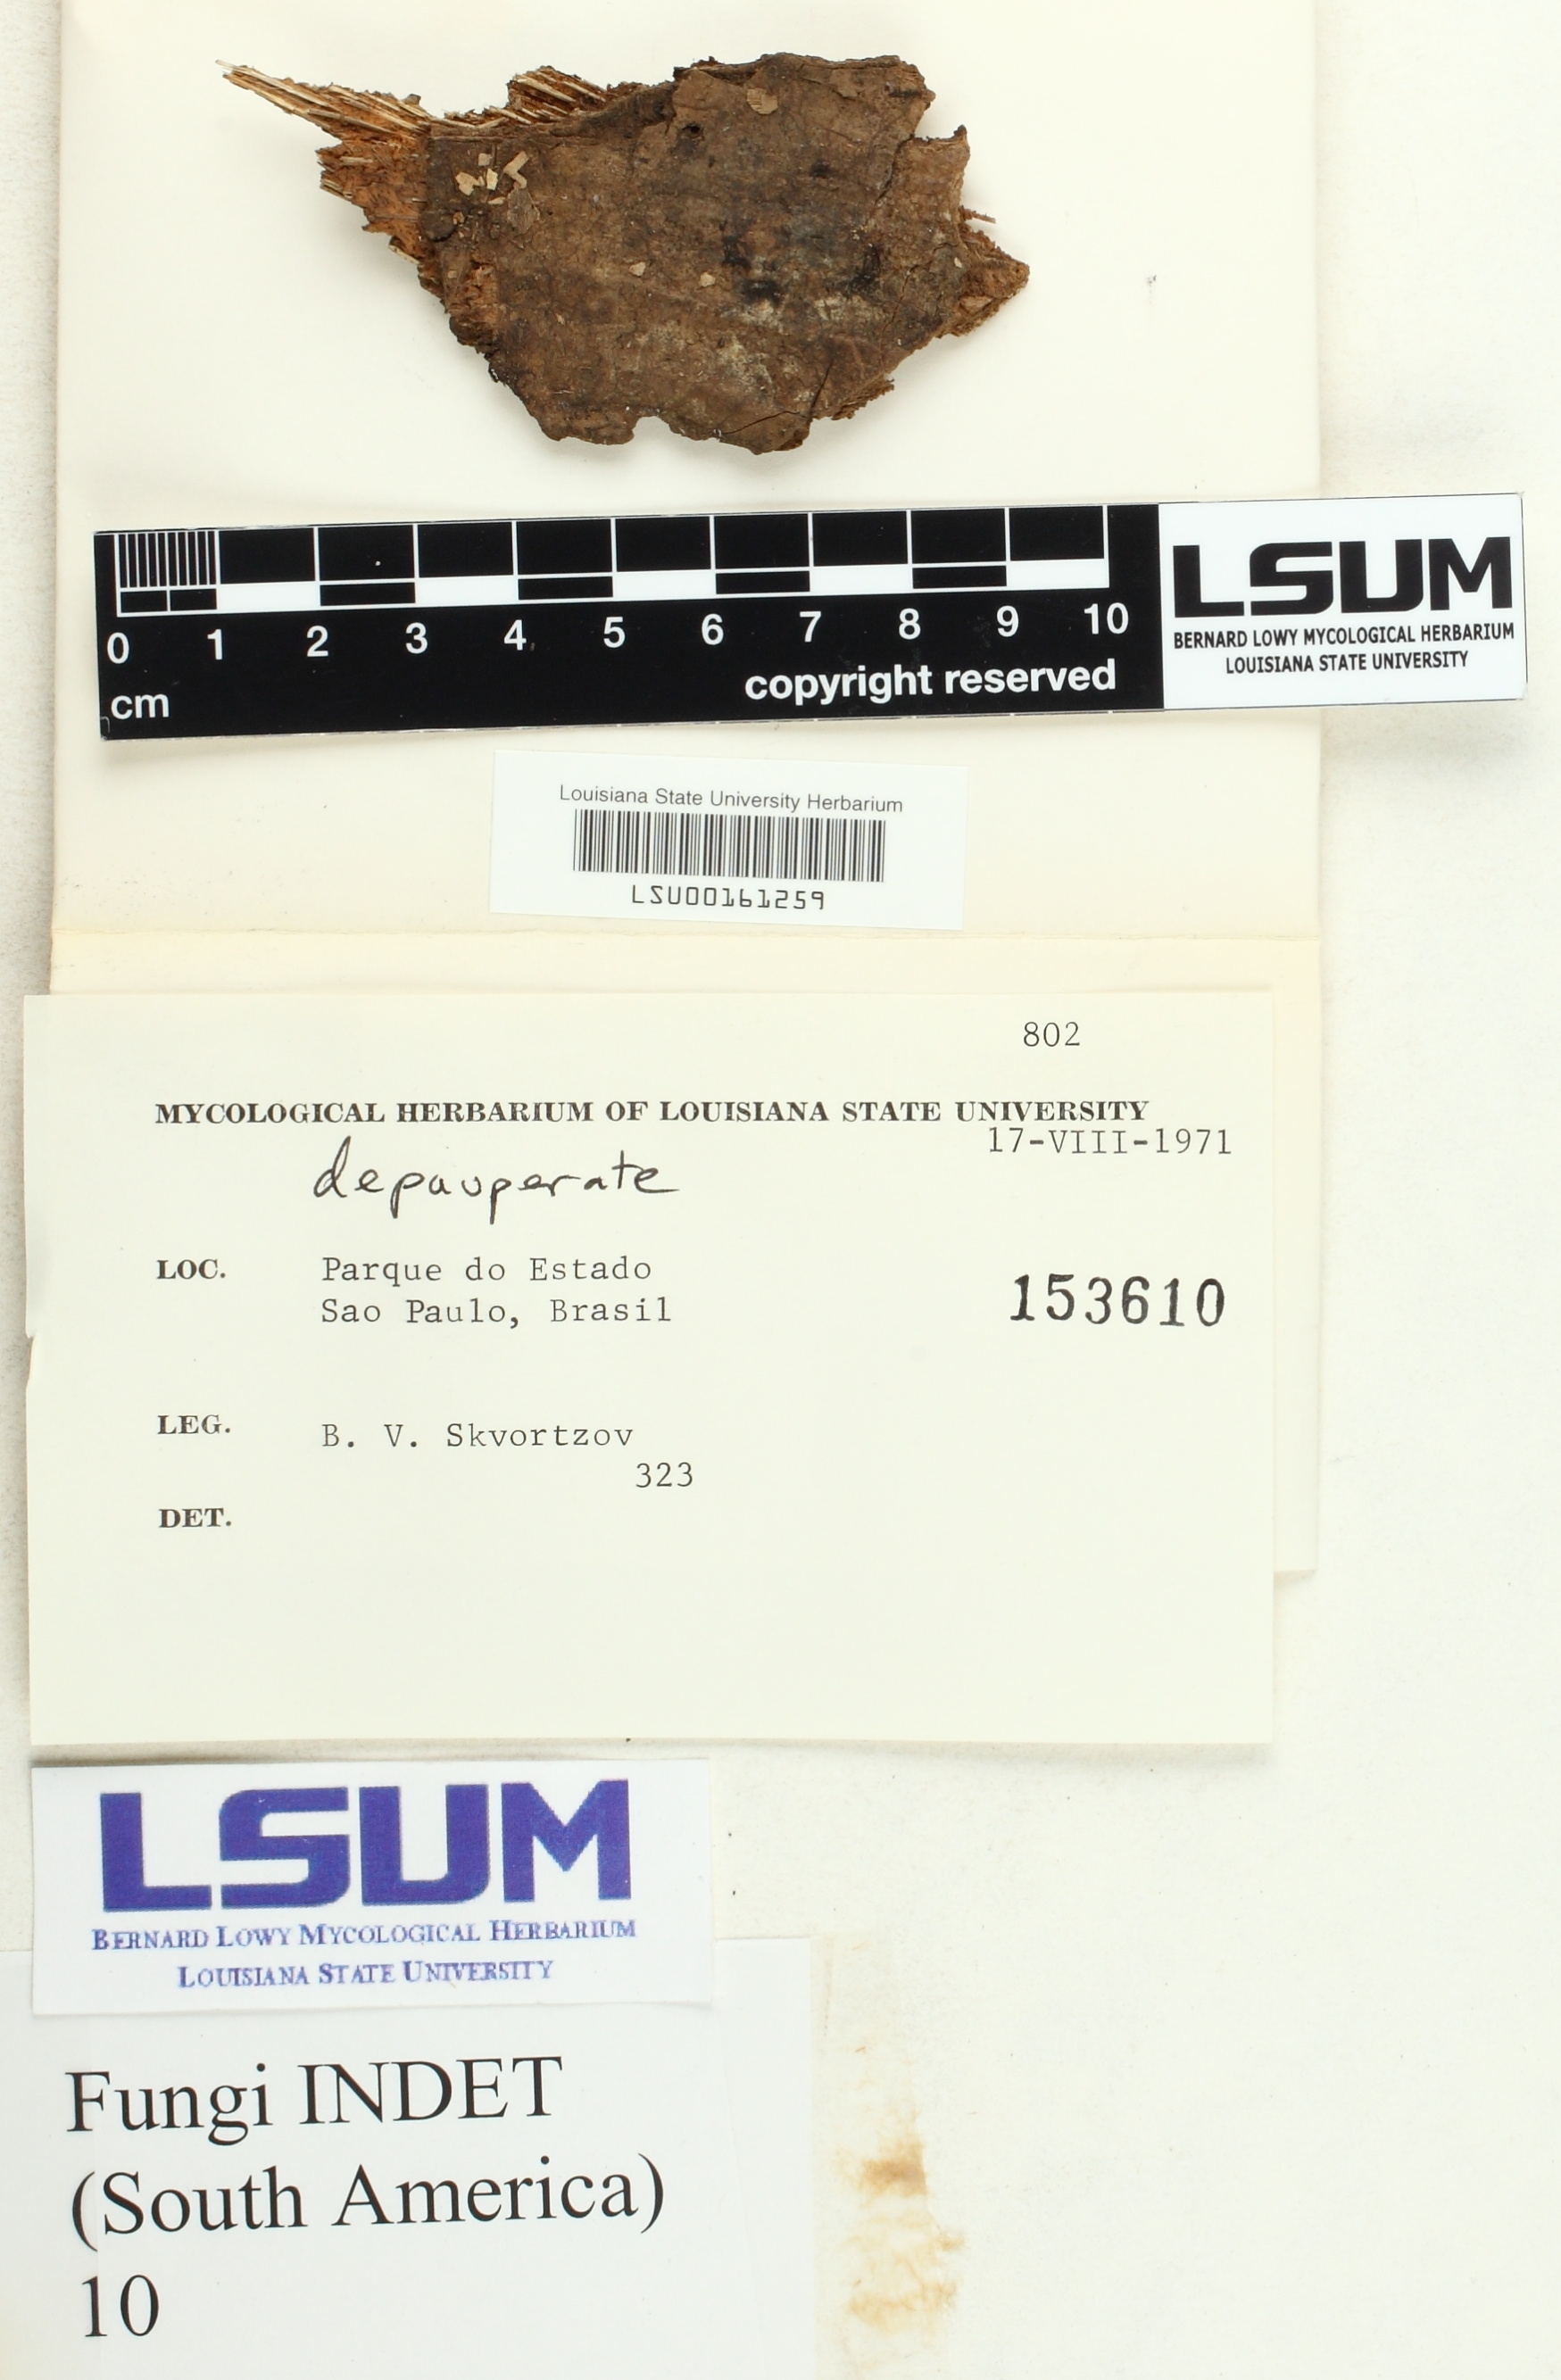 0 1 2 3 4 5 6 7 8 9 10
cm
copyright reserved
LSUM
BERNARD LOWY MYCOLOGICAL HERBARIUM
LOUISIANA STATE UNIVERSITY
Louisiana State University Herbarium
LSU00161259
802
MYCOLOGICAL HERBARIUM OF LOUISIANA STATE UNIVERSITY
17-VIII-1971
depauperate
LOC. Parque do Estado
Sao Paulo, Brasil
153610
LEG. B. V. Skvortzov
323
DET.
LSUM
BERNARD LOWY MYCOLOGICAL HERBARIUM
LOUISIANA STATE UNIVERSITY
Fungi INDET
(South America)
10